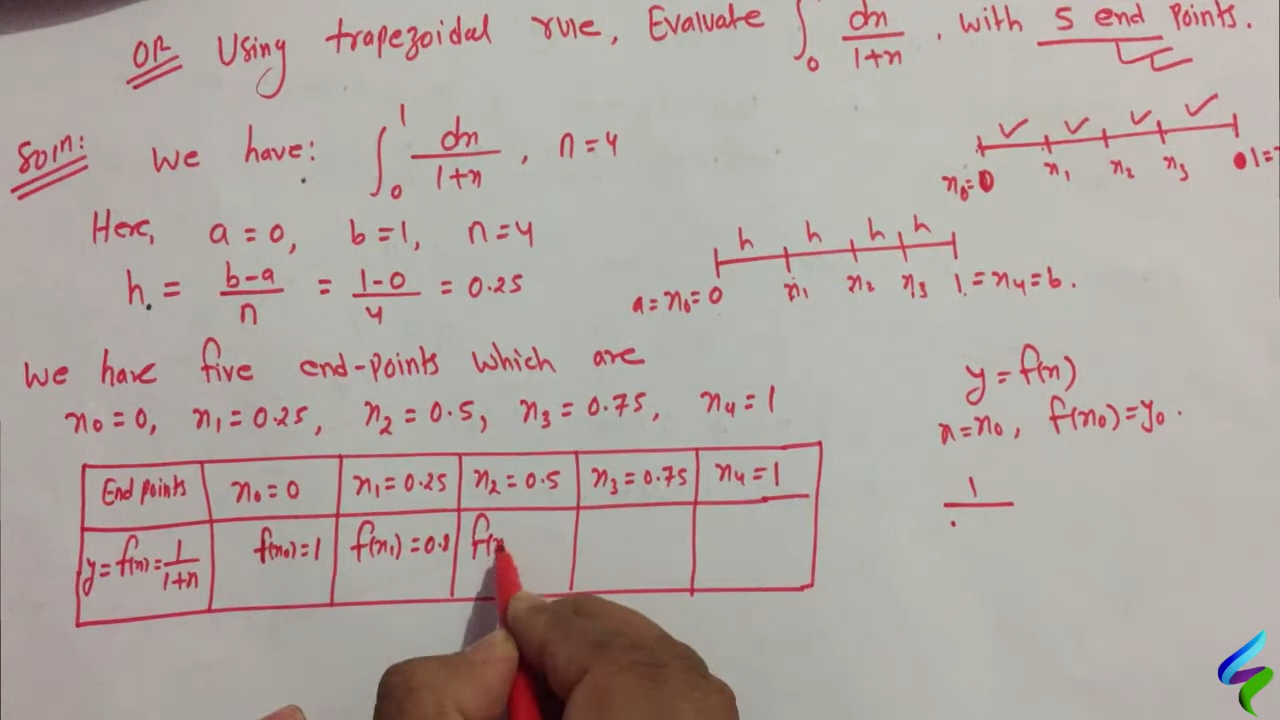 OR Using trapezoidal rule, Evaluate ∫₀ dx/1+x, with 5 end points.
Soln: We have: ∫₀¹ dx/1+x, n=4
x₀=0 x₁ x₂ x₃ 1=
Here, a=0, b=1, n=4
h h h h
a=x₀=0 x₁ x₂ x₃ 1=x₄=b.
h = b-a/n = 1-0/4 = 0.25
We have five end-points which are
x₀=0, x₁=0.25, x₂=0.5, x₃=0.75, x₄=1
y=f(x)
x=x₀, f(x₀)=y₀.
1
End points x₀=0 x₁=0.25 x₂=0.5 x₃=0.75 x₄=1
y=f(x)=1/1+x f(x₀)=1 f(x₁)=0.8 f(x